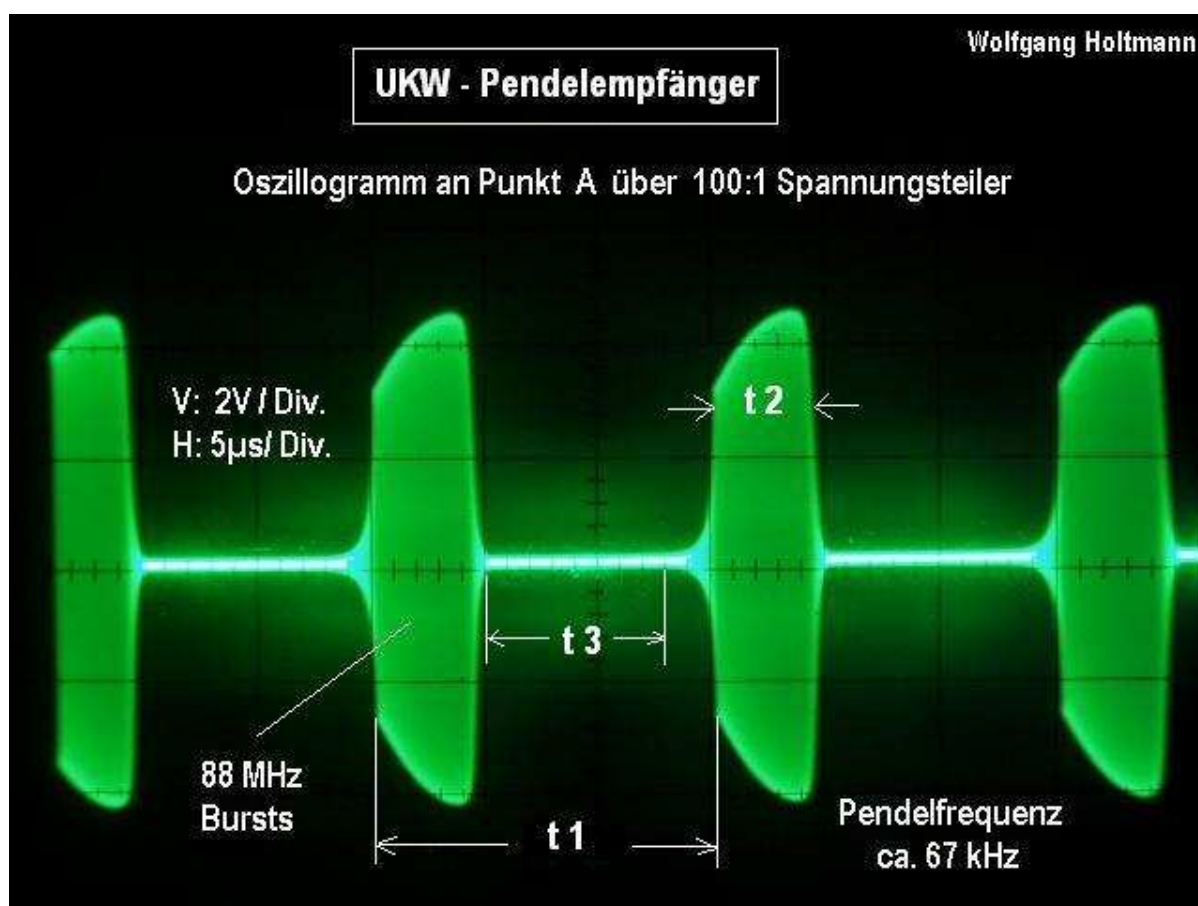 Wolfgang Holtmann
UKW - Pendelempfänger
Oszillogramm an Punkt A über 100:1 Spannungsteiler
V: 2V / Div.
H: 5µs/ Div.
t 2
t 3
88 MHz
Bursts
t 1
Pendelfrequenz
ca. 67 kHz